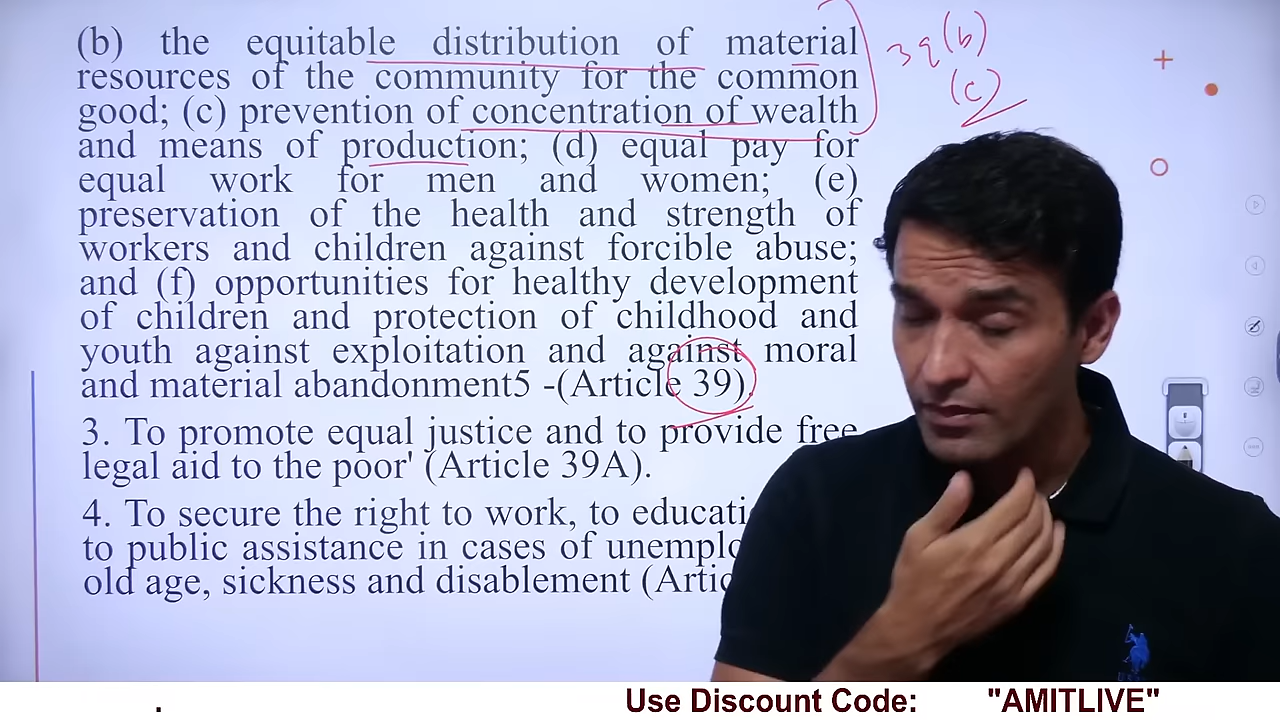 (b) the equitable distribution of material
resources of the community for the common
good; (c) prevention of concentration of wealth
and means of production; (d) equal pay for
equal work for men and women; (e)
preservation of the health and strength of
workers and children against forcible abuse;
and (f) opportunities for healthy development
of children and protection of childhood and
youth against exploitation and against moral
and material abandonment5 -(Article 39).
3. To promote equal justice and to provide free
legal aid to the poor' (Article 39A).
4. To secure the right to work, to educati
to public assistance in cases of unemplo
old age, sickness and disablement (Artic
39(b)
(c)
Use Discount Code: "AMITLIVE"